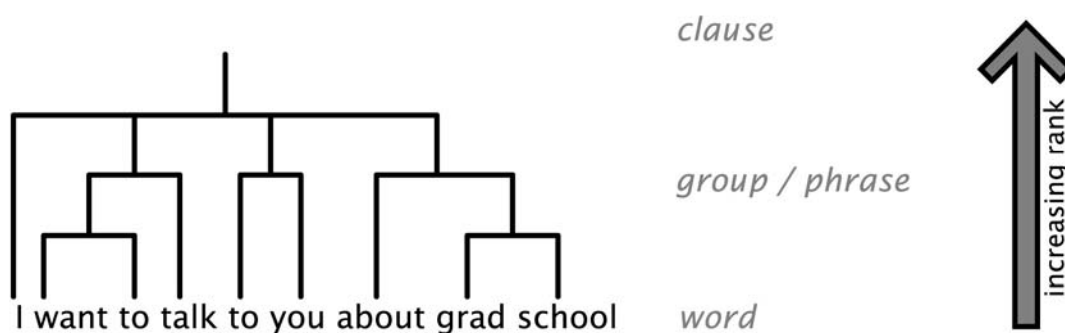 clause
group / phrase
I want to talk to you about grad school
word
increasing rank